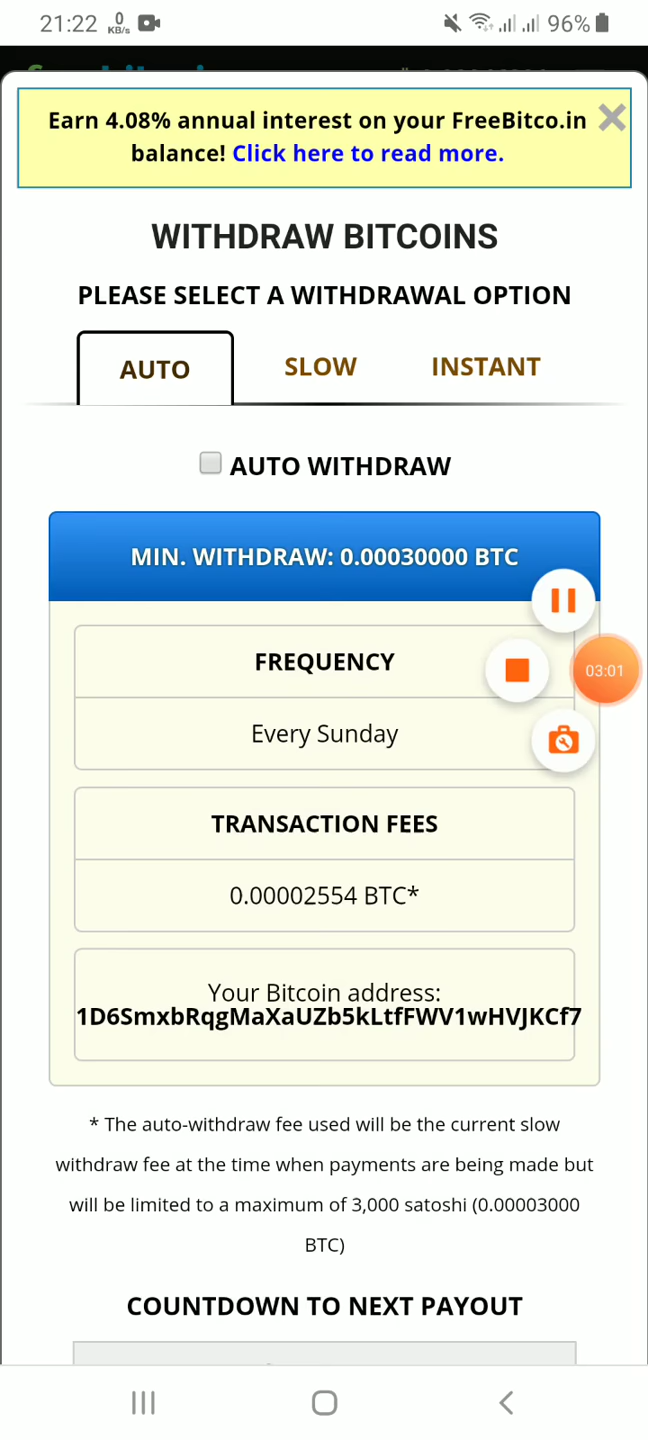 21:22 0 KB/s 96%
Earn 4.08% annual interest on your FreeBitco.in
balance! Click here to read more.
WITHDRAW BITCOINS
PLEASE SELECT A WITHDRAWAL OPTION
AUTO SLOW INSTANT
AUTO WITHDRAW
MIN. WITHDRAW: 0.00030000 BTC
FREQUENCY
03:01
Every Sunday
TRANSACTION FEES
0.00002554 BTC*
Your Bitcoin address:
1D6SmxbRqgMaXaUZb5kLtfFWV1wHVJKCf7
* The auto-withdraw fee used will be the current slow
withdraw fee at the time when payments are being made but
will be limited to a maximum of 3,000 satoshi (0.00003000
BTC)
COUNTDOWN TO NEXT PAYOUT